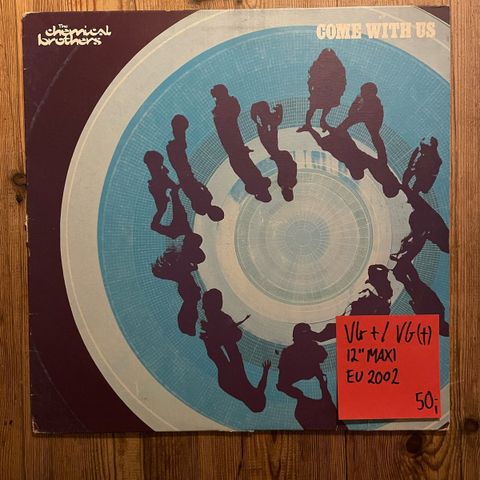 The
chemical
brothers
COME WITH US
VG+/VG(+)
12" MAXI
EU 2002
50,-